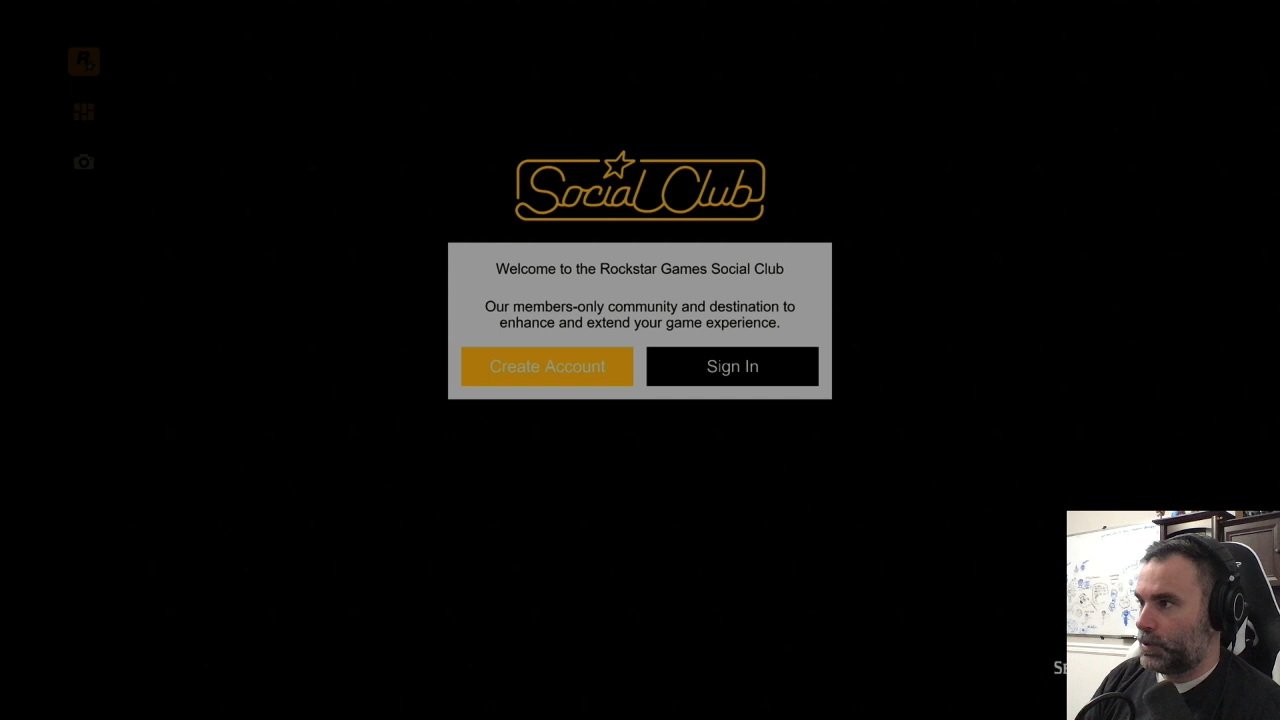 Social Club
Welcome to the Rockstar Games Social Club
Our members-only community and destination to
enhance and extend your game experience.
Create Account
Sign In